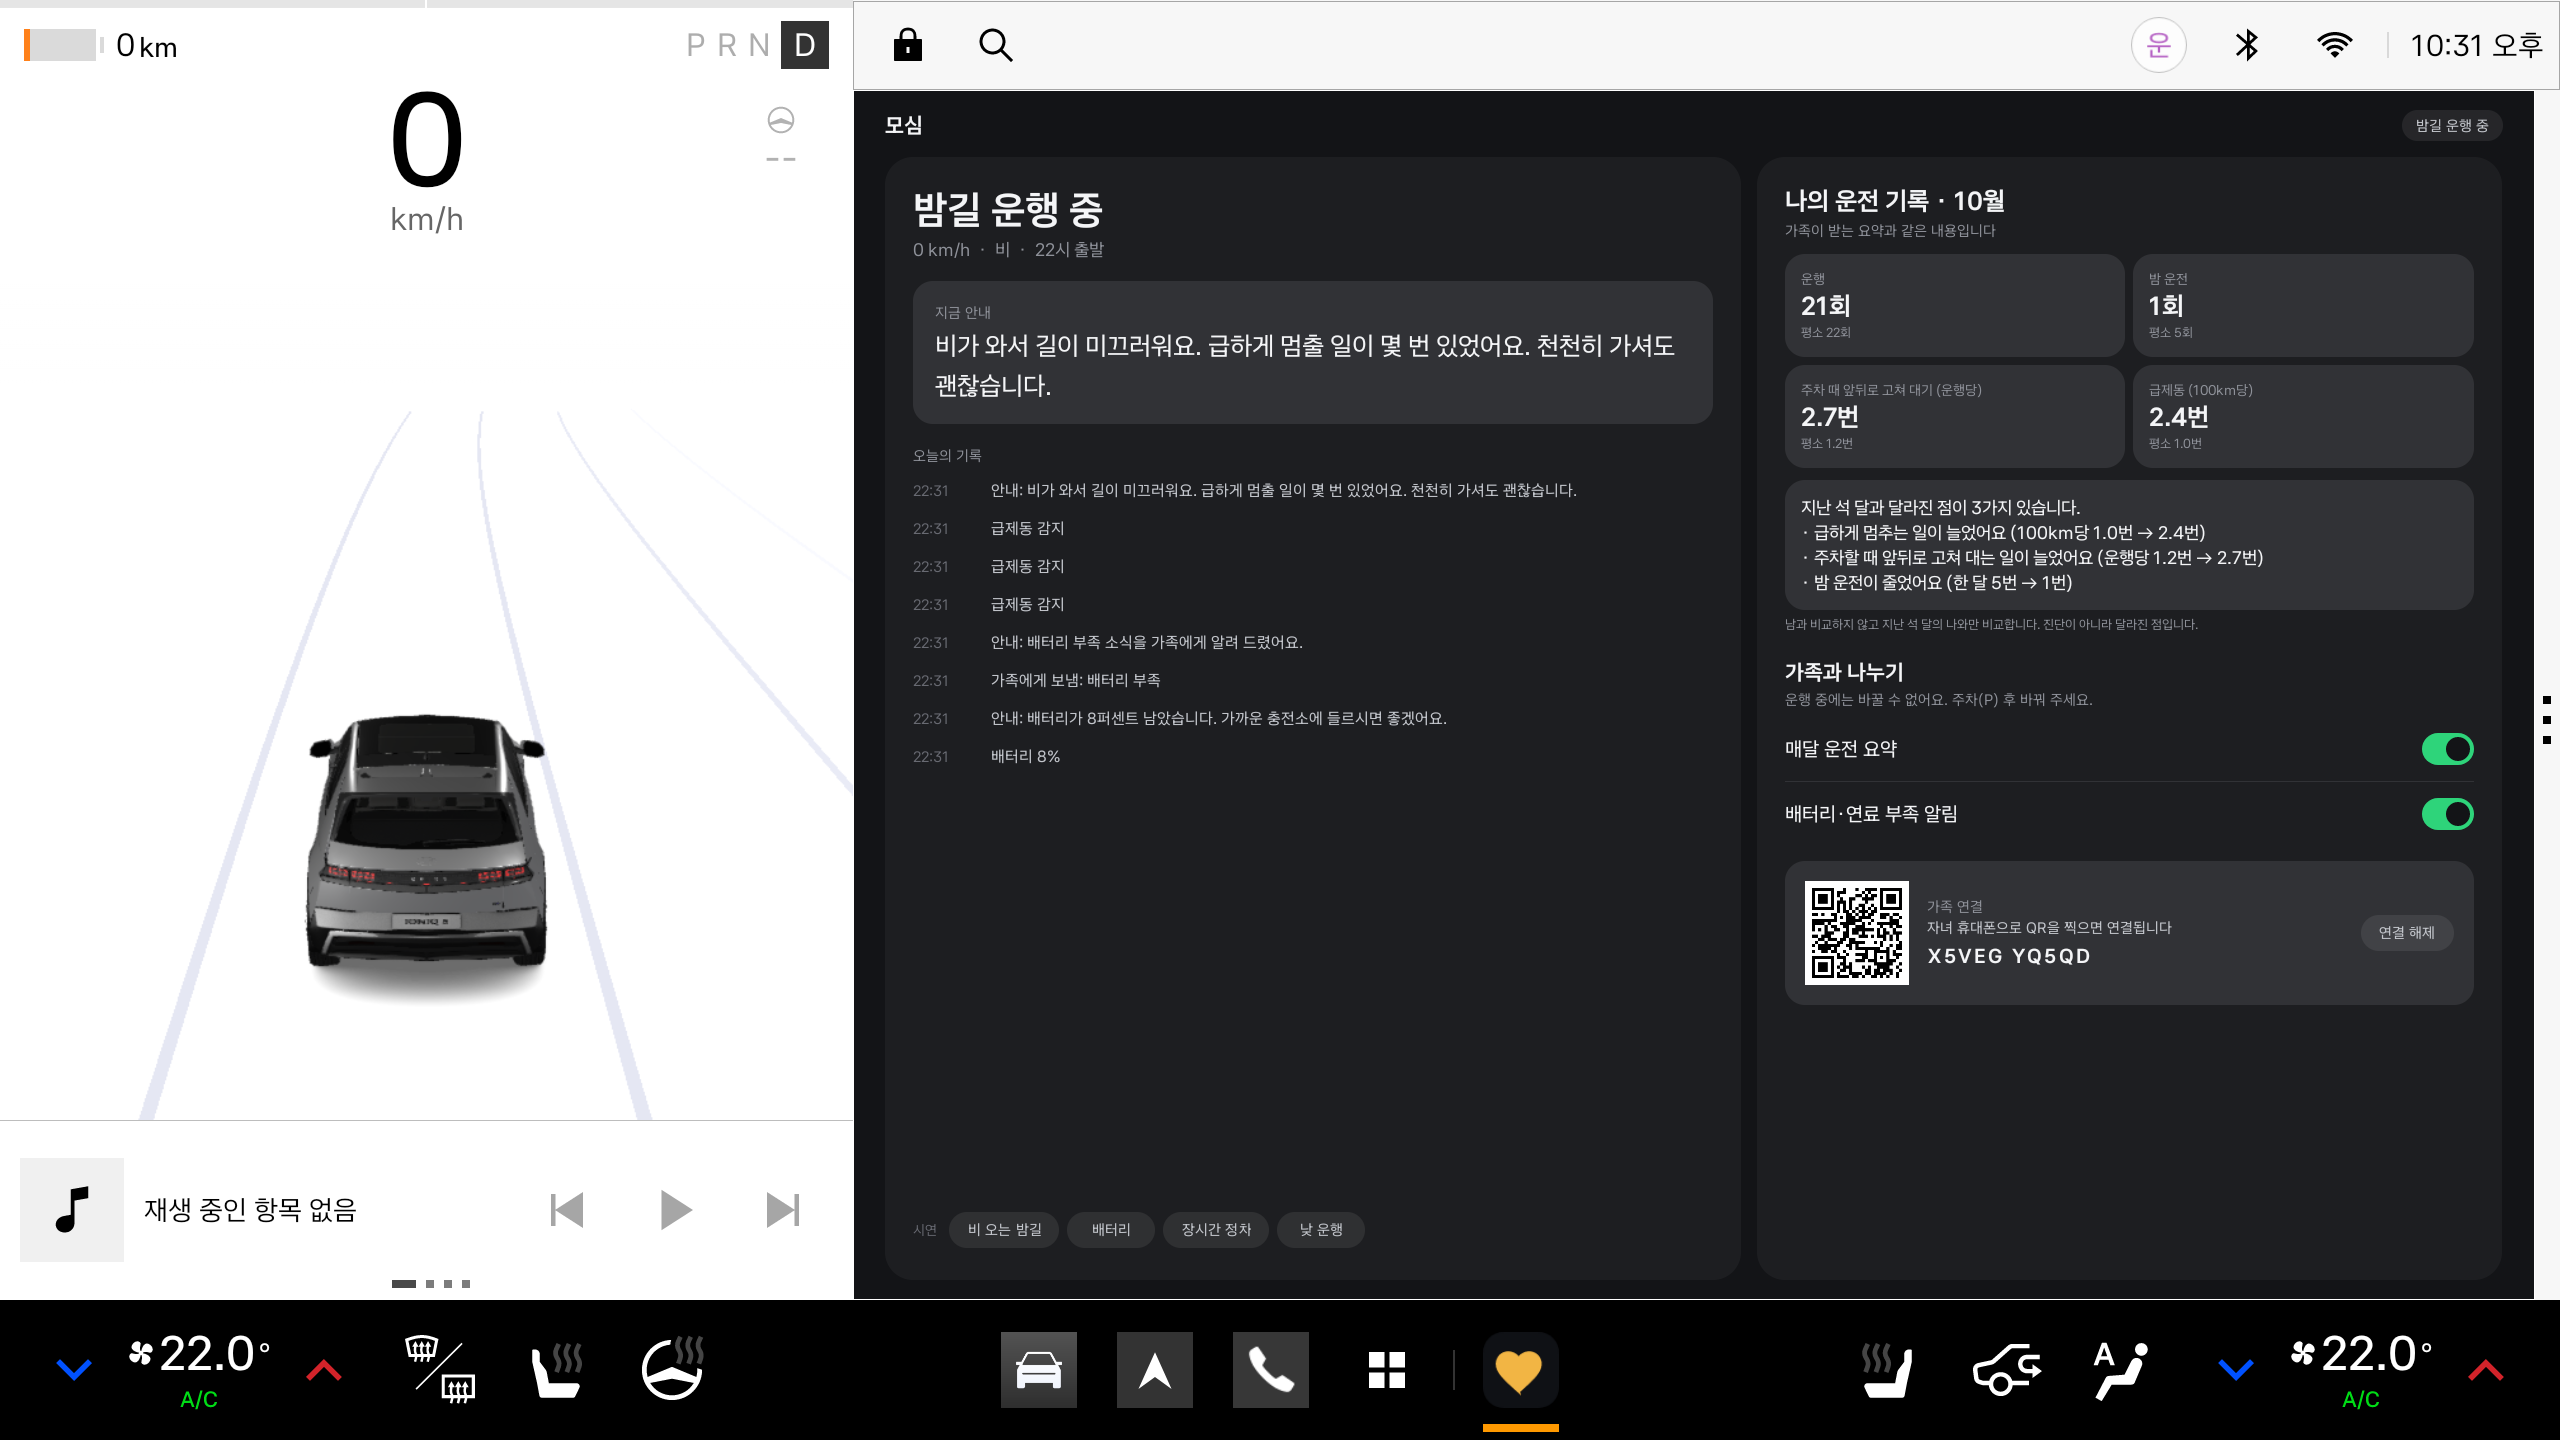 0 km
P R N D
0
km/h
--
재생 중인 항목 없음
운
10:31 오후
모심
밤길 운행 중
밤길 운행 중
0 km/h · 비 · 22시 출발
지금 안내
비가 와서 길이 미끄러워요. 급하게 멈출 일이 몇 번 있었어요. 천천히 가셔도
괜찮습니다.
오늘의 기록
22:31 안내: 비가 와서 길이 미끄러워요. 급하게 멈출 일이 몇 번 있었어요. 천천히 가셔도 괜찮습니다.
22:31 급제동 감지
22:31 급제동 감지
22:31 급제동 감지
22:31 안내: 배터리 부족 소식을 가족에게 알려 드렸어요.
22:31 가족에게 보냄: 배터리 부족
22:31 안내: 배터리가 8퍼센트 남았습니다. 가까운 충전소에 들르시면 좋겠어요.
22:31 배터리 8%
시연 비 오는 밤길 배터리 장시간 정차 낮 운행
나의 운전 기록 · 10월
가족이 받는 요약과 같은 내용입니다
운행
21회
평소 22회
밤 운전
1회
평소 5회
주차 때 앞뒤로 고쳐 대기 (운행당)
2.7번
평소 1.2번
급제동 (100km당)
2.4번
평소 1.0번
지난 석 달과 달라진 점이 3가지 있습니다.
· 급하게 멈추는 일이 늘었어요 (100km당 1.0번 → 2.4번)
· 주차할 때 앞뒤로 고쳐 대는 일이 늘었어요 (운행당 1.2번 → 2.7번)
· 밤 운전이 줄었어요 (한 달 5번 → 1번)
남과 비교하지 않고 지난 석 달의 나와만 비교합니다. 진단이 아니라 달라진 점입니다.
가족과 나누기
운행 중에는 바꿀 수 없어요. 주차(P) 후 바꿔 주세요.
매달 운전 요약
배터리·연료 부족 알림
가족 연결
자녀 휴대폰으로 QR을 찍으면 연결됩니다
X5VEG YQ5QD
연결 해제
22.0°
A/C
A
22.0°
A/C